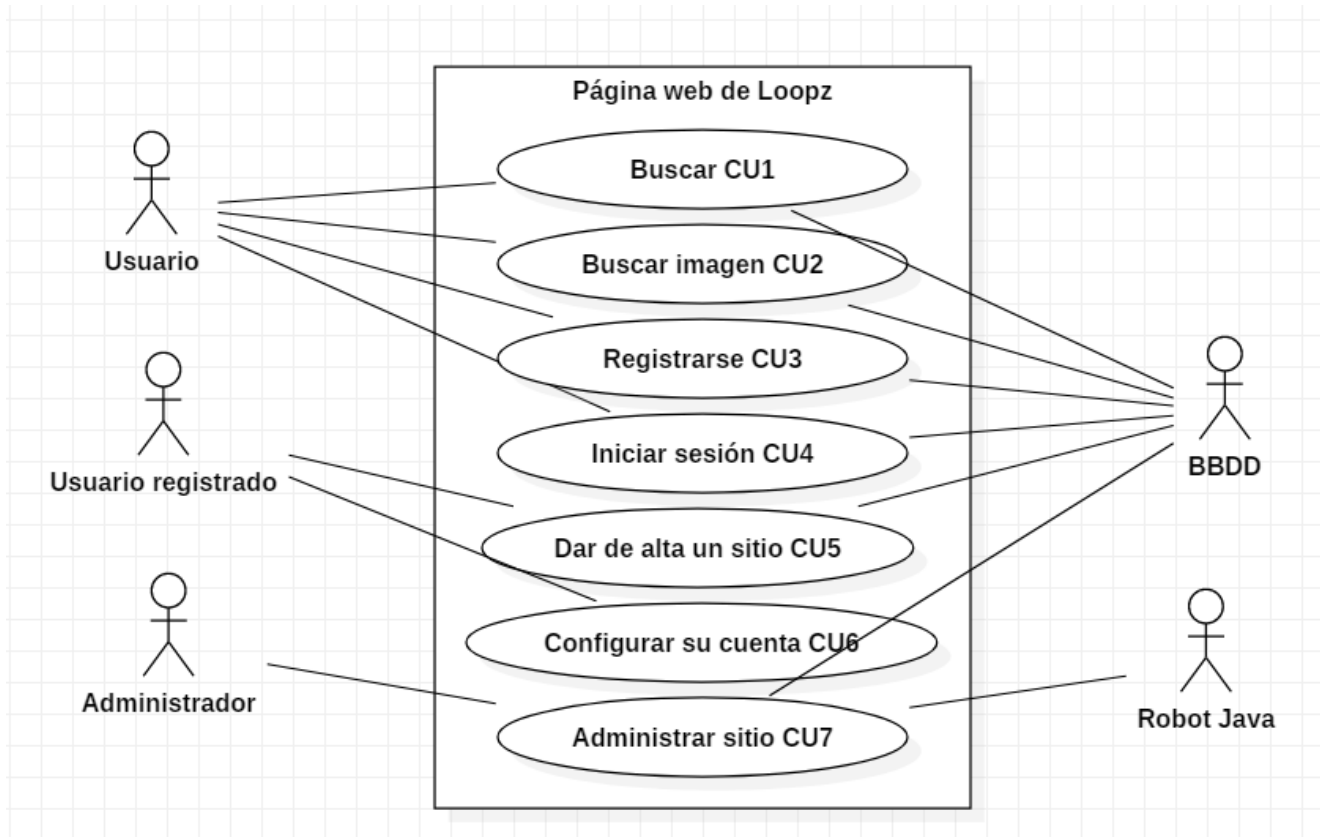 Página web de Loopz
Buscar CU1
Usuario
Buscar imagen CU2
Registrarse CU3
Iniciar sesión CU4
BBDD
Usuario registrado
Dar de alta un sitio CU5
Configurar su cuenta CU6
Administrador
Robot Java
Administrar sitio CU7